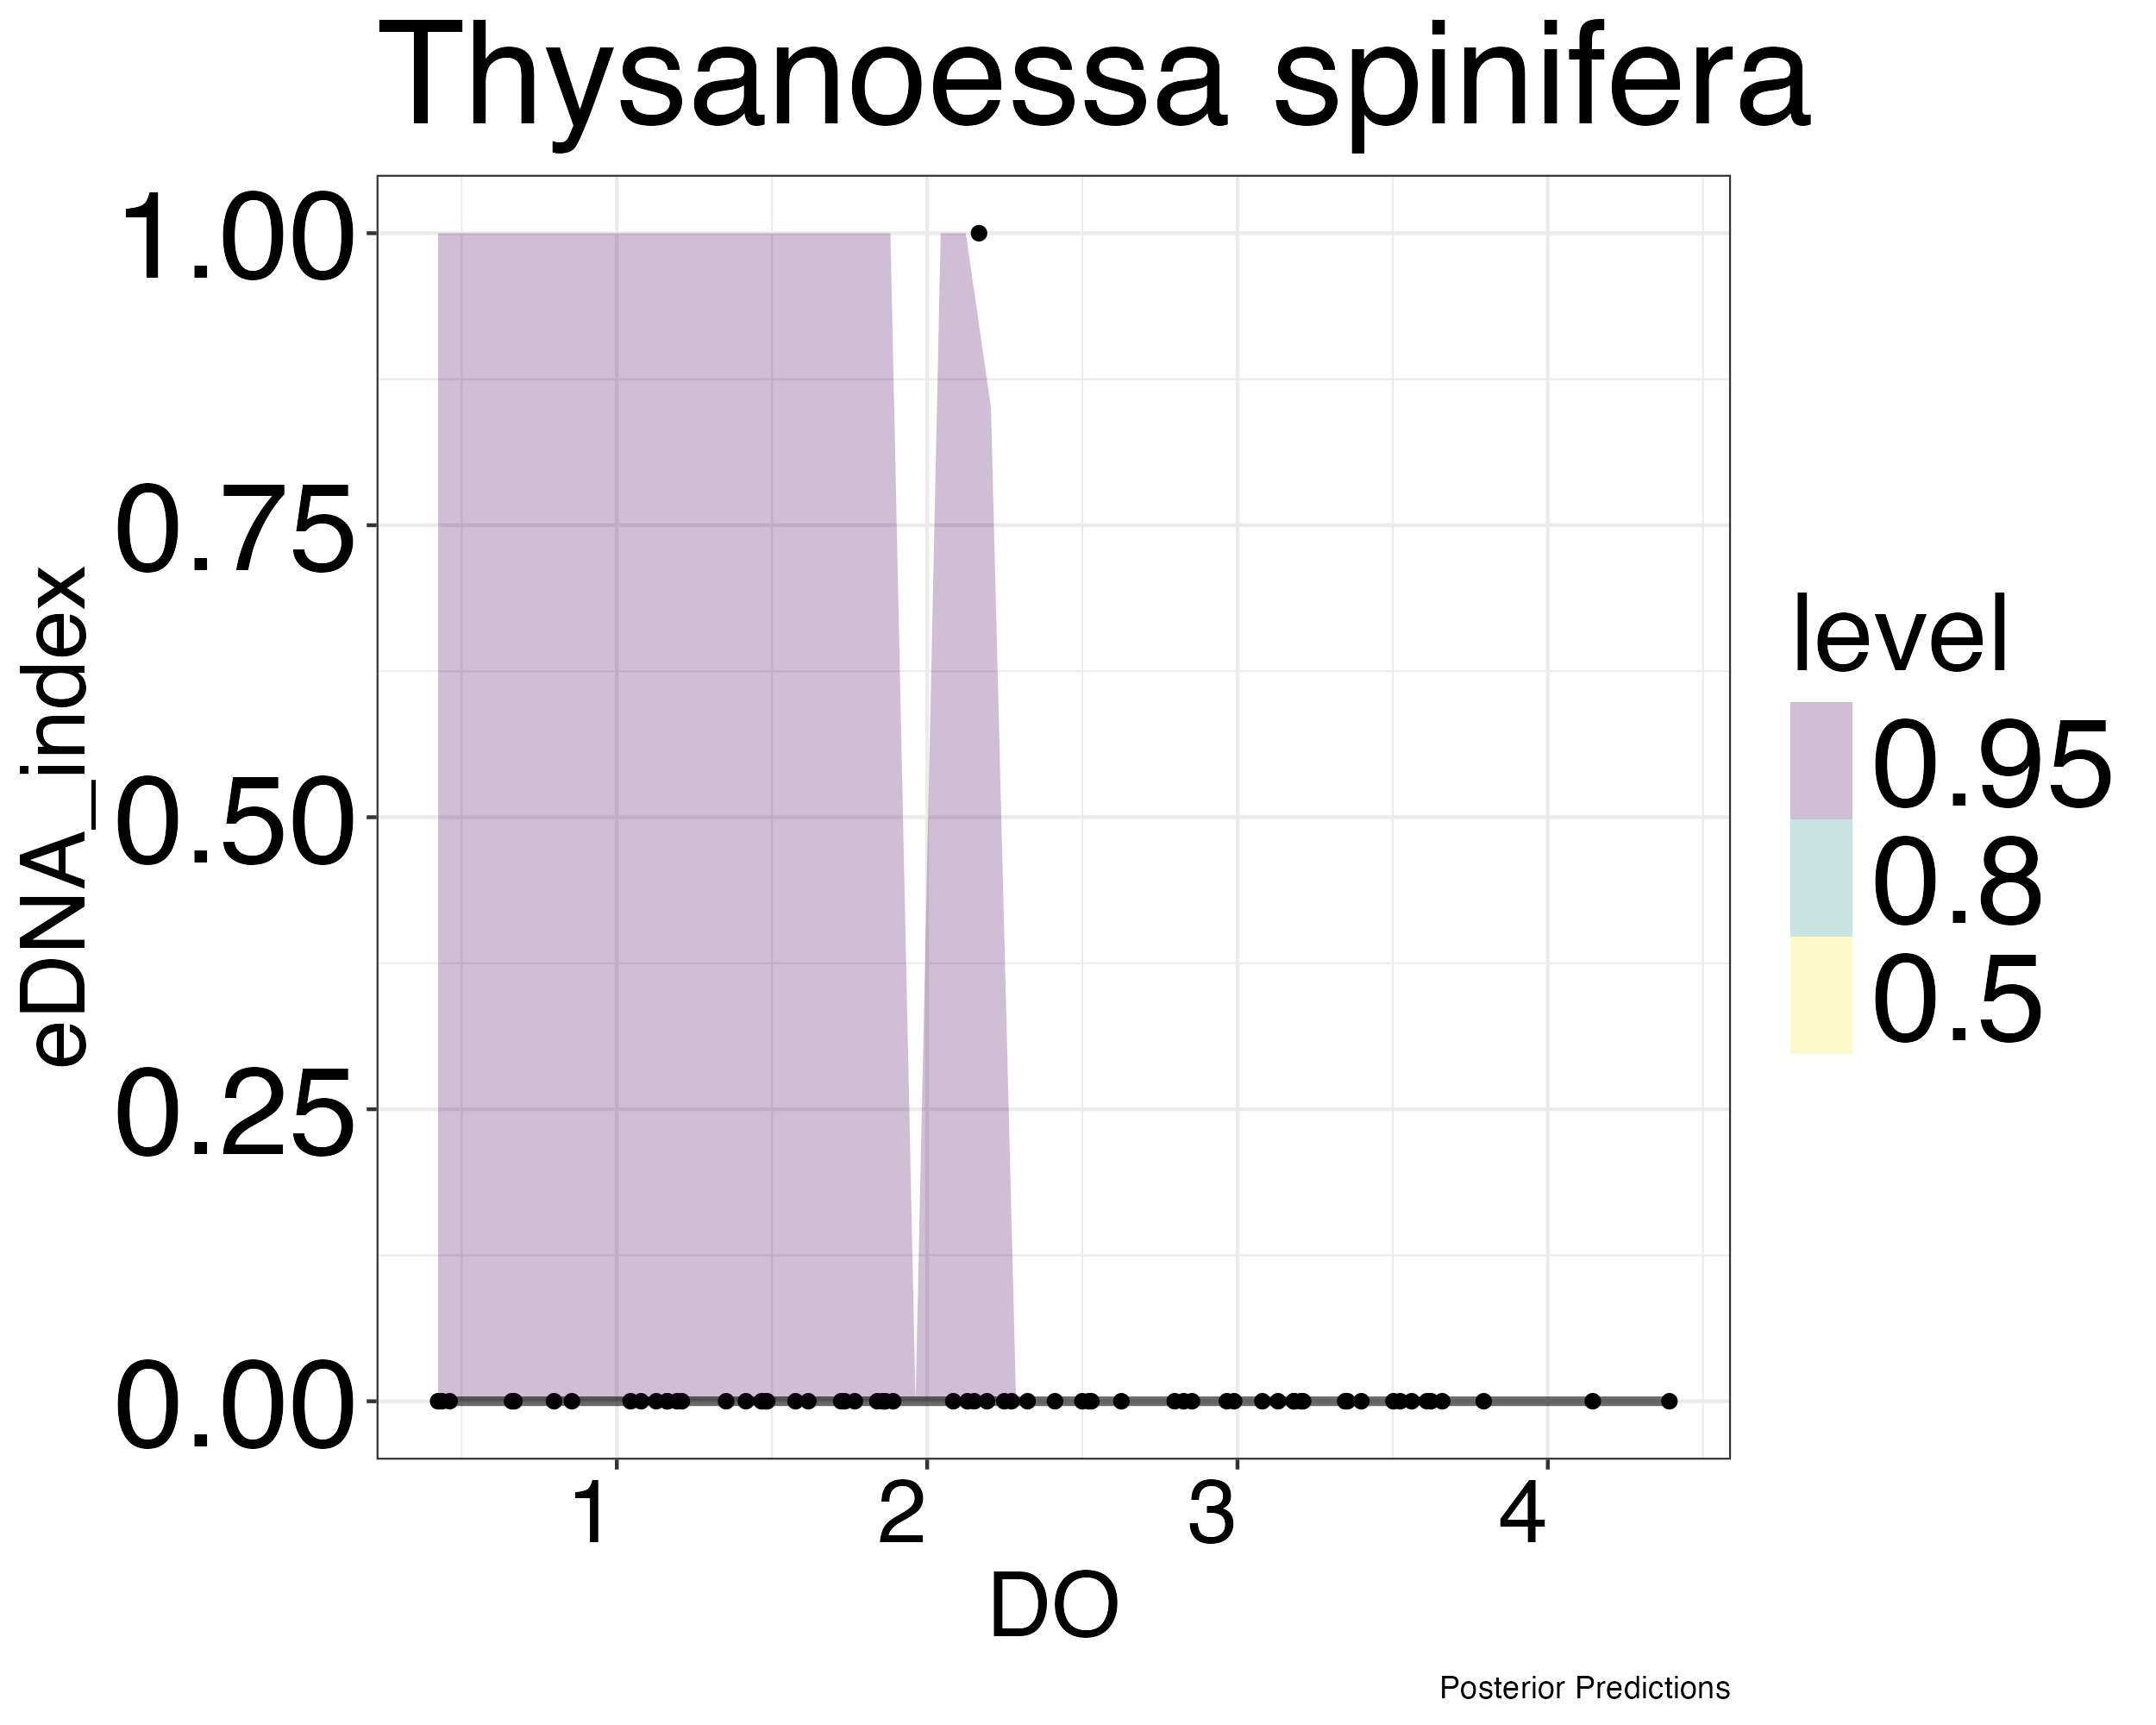 Thysanoessa spinifera
1.00
0.75
0.50
0.25
0.00
eDNA_index
1 2 3 4
DO
level
0.95
0.8
0.5
Posterior Predictions